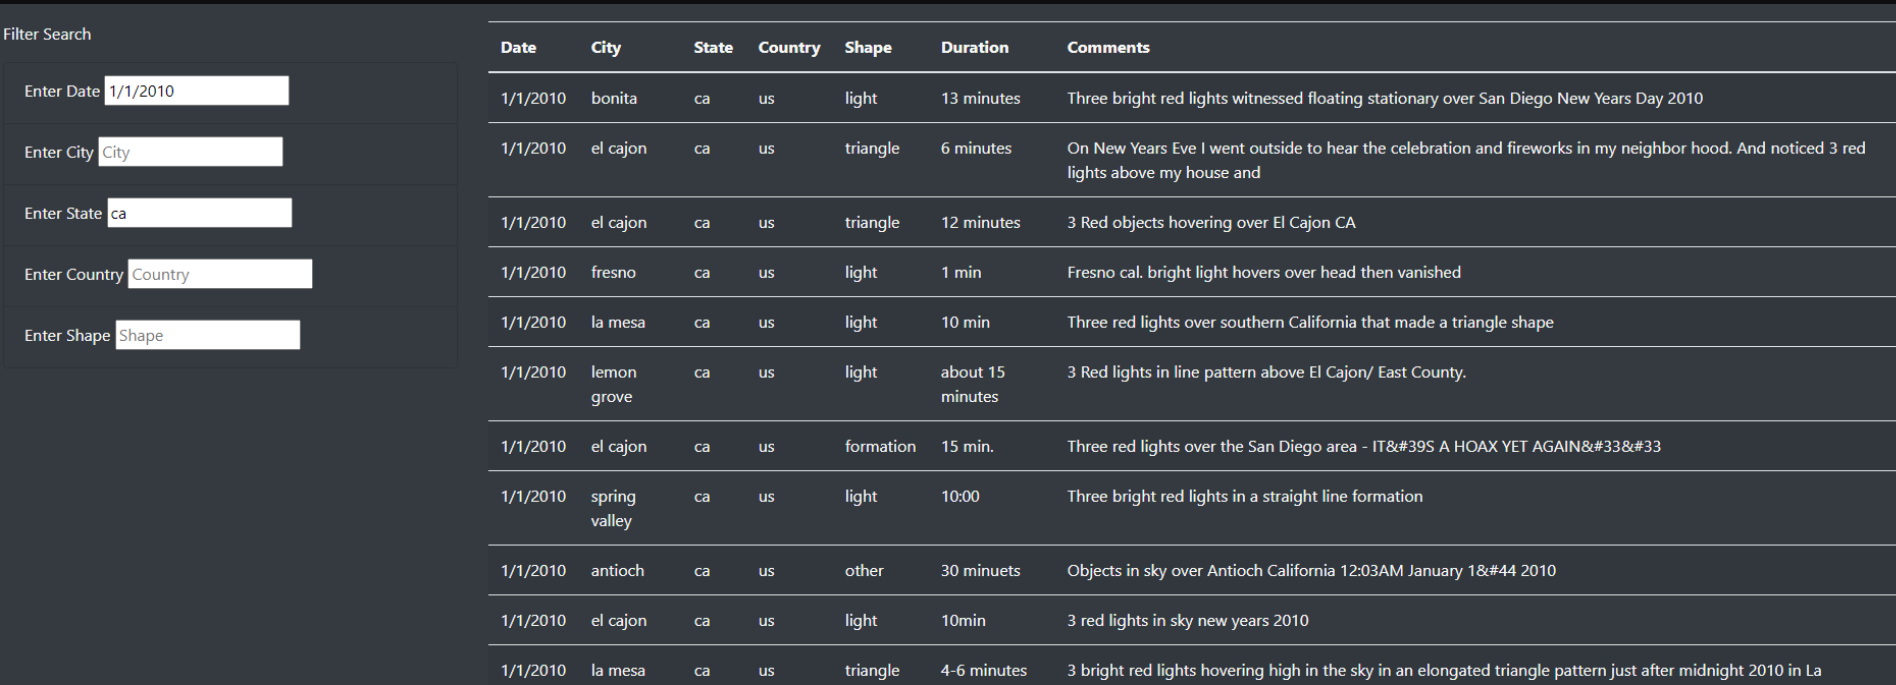 Filter Search
Enter Date 1/1/2010
Enter City City
Enter State ca
Enter Country Country
Enter Shape Shape
Date City State Country Shape Duration Comments
1/1/2010 bonita ca us light 13 minutes Three bright red lights witnessed floating stationary over San Diego New Years Day 2010
1/1/2010 el cajon ca us triangle 6 minutes On New Years Eve I went outside to hear the celebration and fireworks in my neighbor hood. And noticed 3 red
lights above my house and
1/1/2010 el cajon ca us triangle 12 minutes 3 Red objects hovering over El Cajon CA
1/1/2010 fresno ca us light 1 min Fresno cal. bright light hovers over head then vanished
1/1/2010 la mesa ca us light 10 min Three red lights over southern California that made a triangle shape
1/1/2010 lemon ca us light about 15 3 Red lights in line pattern above El Cajon/ East County.
grove minutes
1/1/2010 el cajon ca us formation 15 min. Three red lights over the San Diego area - IT&#39S A HOAX YET AGAIN&#33&#33
1/1/2010 spring ca us light 10:00 Three bright red lights in a straight line formation
valley
1/1/2010 antioch ca us other 30 minuets Objects in sky over Antioch California 12:03AM January 1&#44 2010
1/1/2010 el cajon ca us light 10min 3 red lights in sky new years 2010
1/1/2010 la mesa ca us triangle 4-6 minutes 3 bright red lights hovering high in the sky in an elongated triangle pattern just after midnight 2010 in La